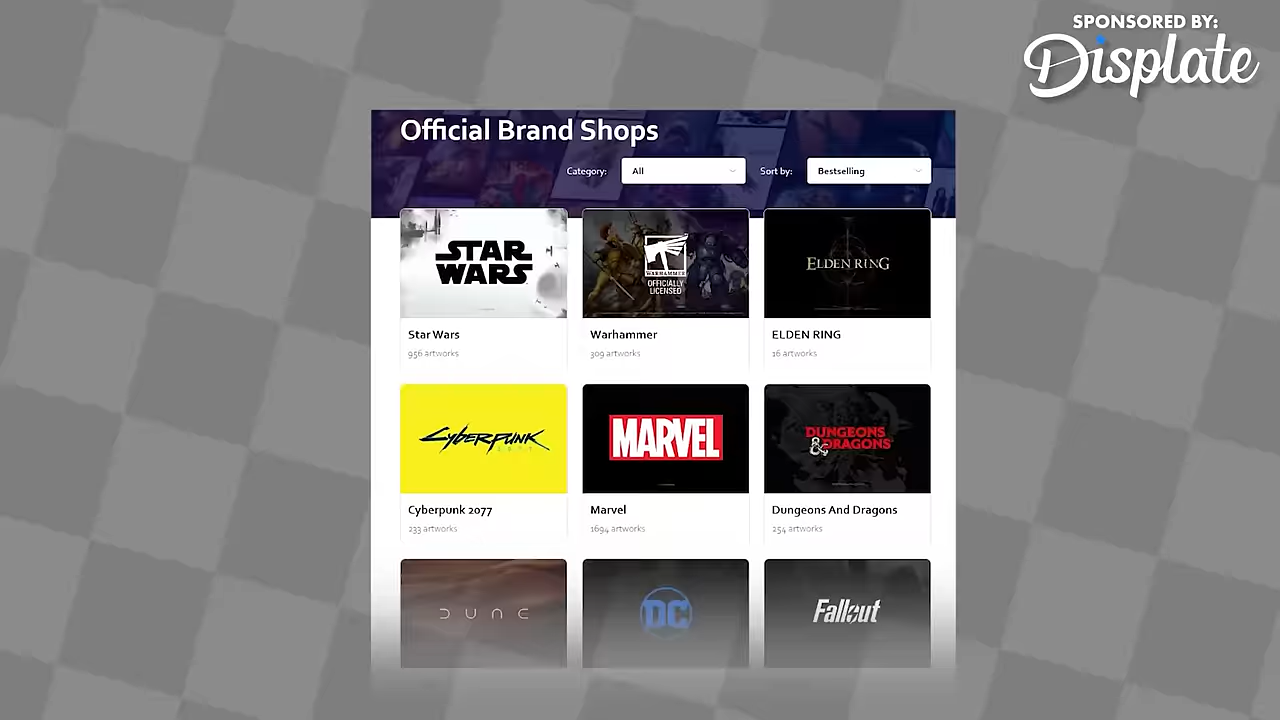 SPONSORED BY:
Displate
Official Brand Shops
Category: All Sort by: Bestselling
STAR
WARS
WARHAMMER
OFFICIALLY
LICENSED
ELDEN RING
Star Wars
956 artworks
Warhammer
309 artworks
ELDEN RING
16 artworks
Cyberpunk
2077
MARVEL
DUNGEONS
& DRAGONS
Cyberpunk 2077
233 artworks
Marvel
1694 artworks
Dungeons And Dragons
254 artworks
DUNE
DC
Fallout